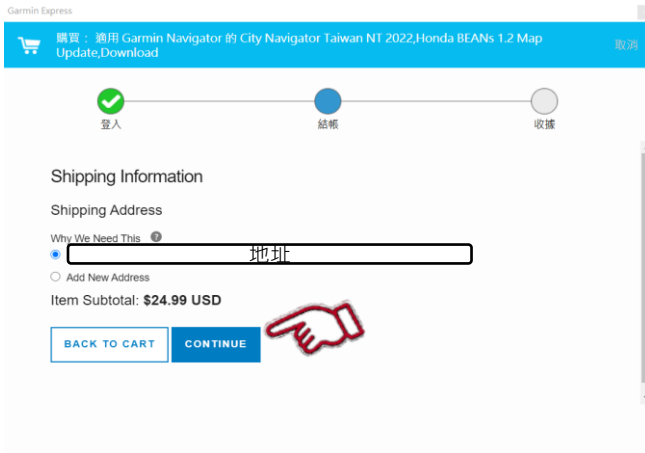 Garmin Express
購買： 適用 Garmin Navigator 的 City Navigator Taiwan NT 2022,Honda BEANs 1.2 Map
Update,Download
取消
登入
結帳
收據
Shipping Information
Shipping Address
Why We Need This ?
地址
Add New Address
Item Subtotal: $24.99 USD
BACK TO CART
CONTINUE